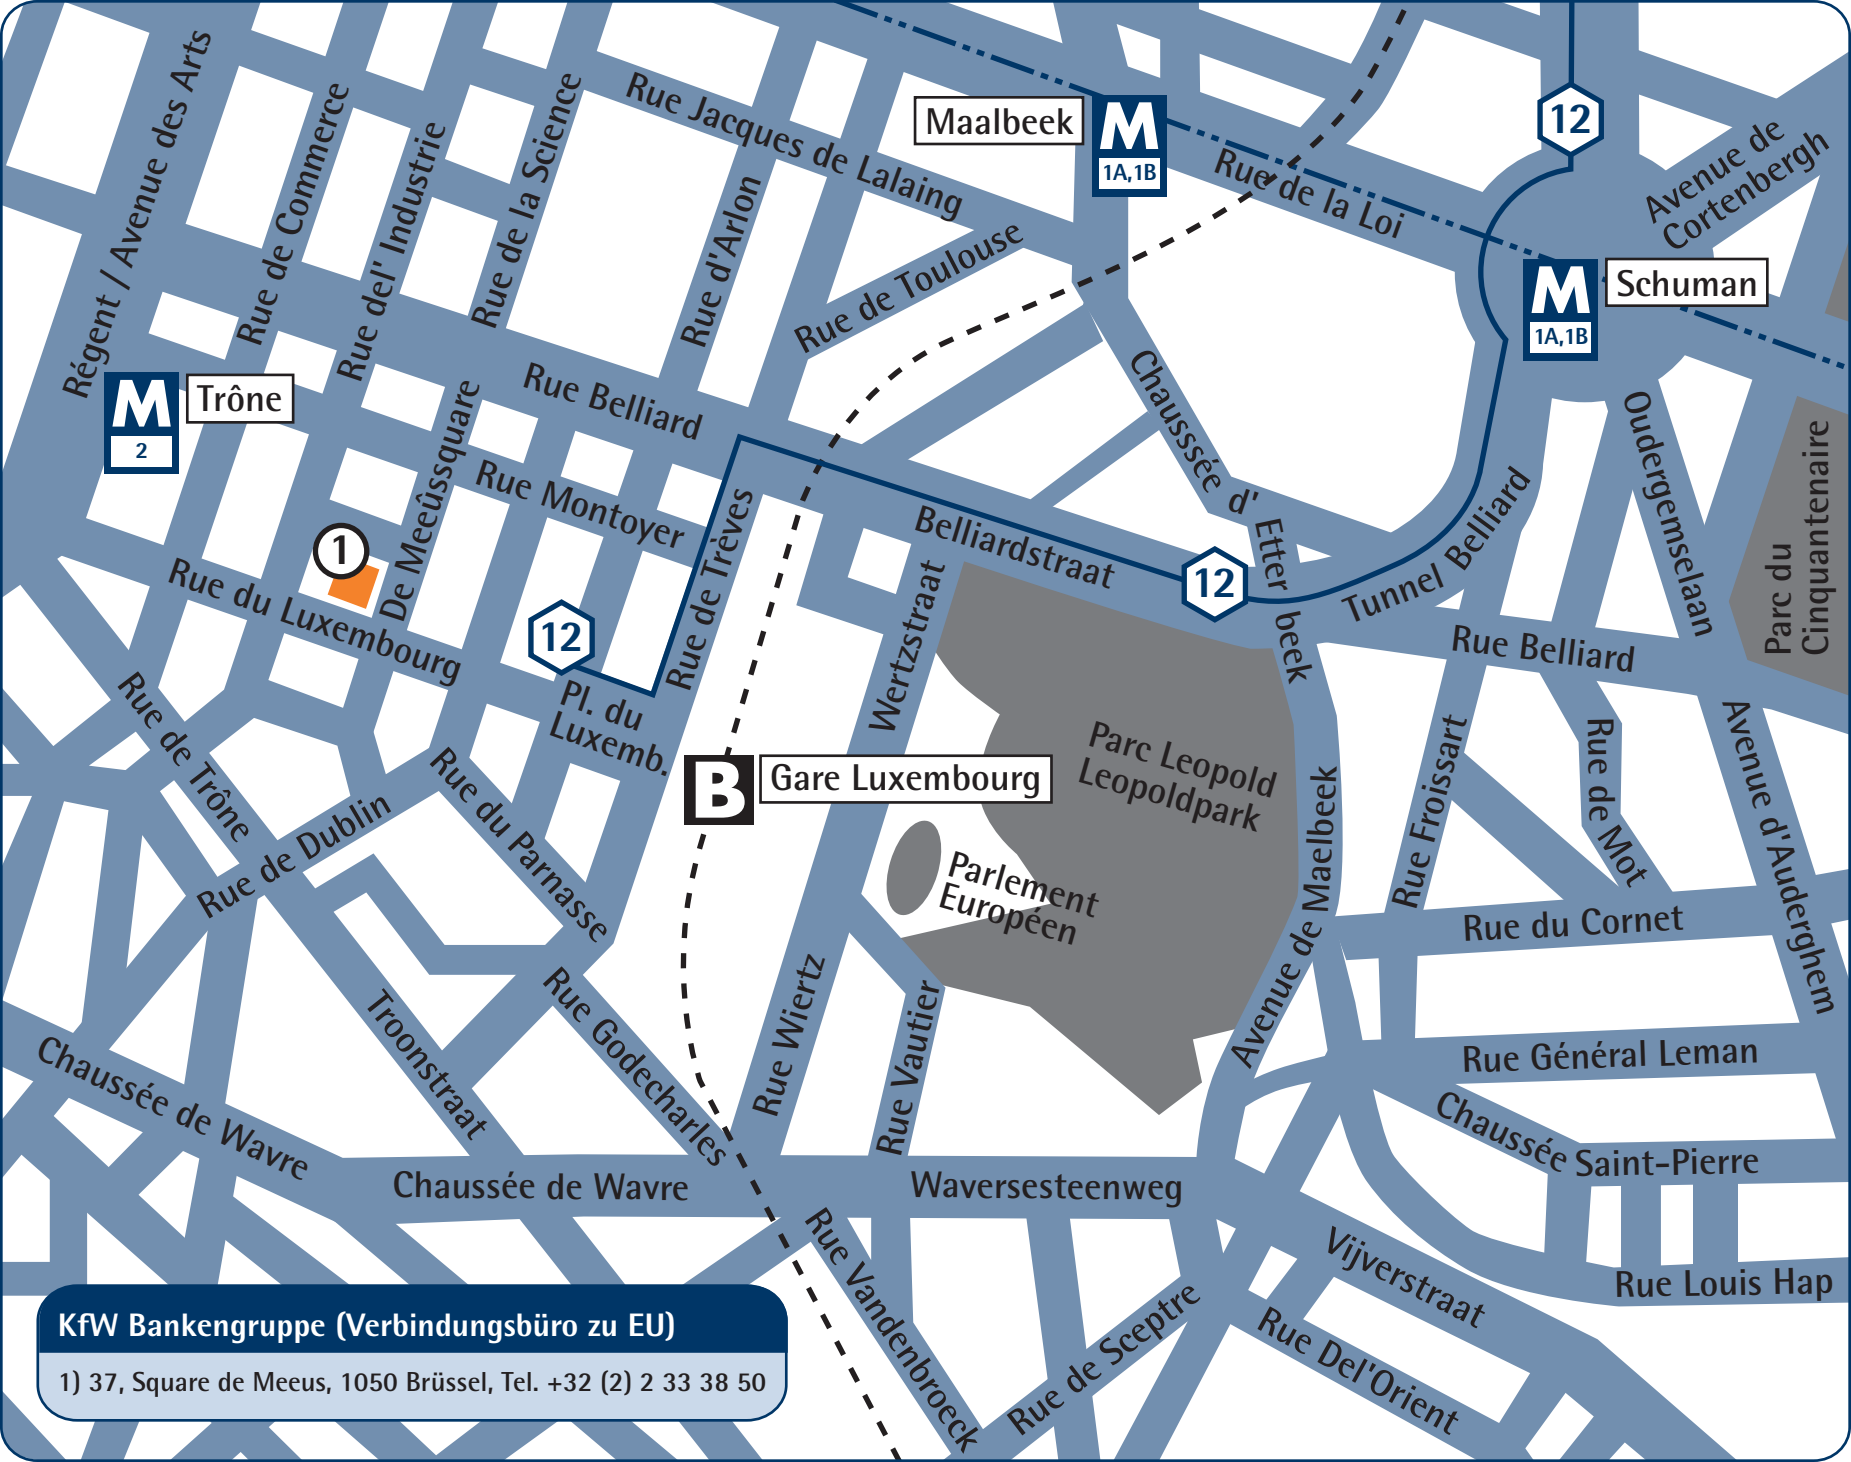 Régent / Avenue des Arts
Rue de Commerce
Rue del' Industrie
Rue de la Science
Rue Jacques de Lalaing
Rue d'Arlon
Rue de Toulouse
Maalbeek
M
1A,1B
Rue de la Loi
12
Avenue de
Cortenbergh
M
1A,1B
Schuman
M
2
Trône
Rue Belliard
De Meeûssquare
Rue Montoyer
Chausssée d'
Etter
beek
Oudergemselaan
Parc du
Cinquantenaire
1
Rue du Luxembourg
12
Pl. du
Luxemb.
Rue de Tréves
Belliardstraat
12
Tunnel Belliard
Rue Belliard
Wertzstraat
Rue de Trône
B
Gare Luxembourg
Parc Leopold
Leopoldpark
Rue Froissart
Rue de Mot
Avenue d'Auderghem
Rue de Dublin
Rue du Parnasse
Parlement
Européen
Avenue de Maelbeek
Rue du Cornet
Troonstraat
Rue Godecharles
Rue Wiertz
Rue Vautier
Rue Général Leman
Chaussée de Wavre
Chaussée de Wavre
Waversesteenweg
Chaussée
Saint-Pierre
Rue Vandenbroeck
Rue de Sceptre
Vijverstraat
Rue Del'Orient
Rue Louis Hap
KfW Bankengruppe (Verbindungsbüro zu EU)
1) 37, Square de Meeus, 1050 Brüssel, Tel. +32 (2) 2 33 38 50